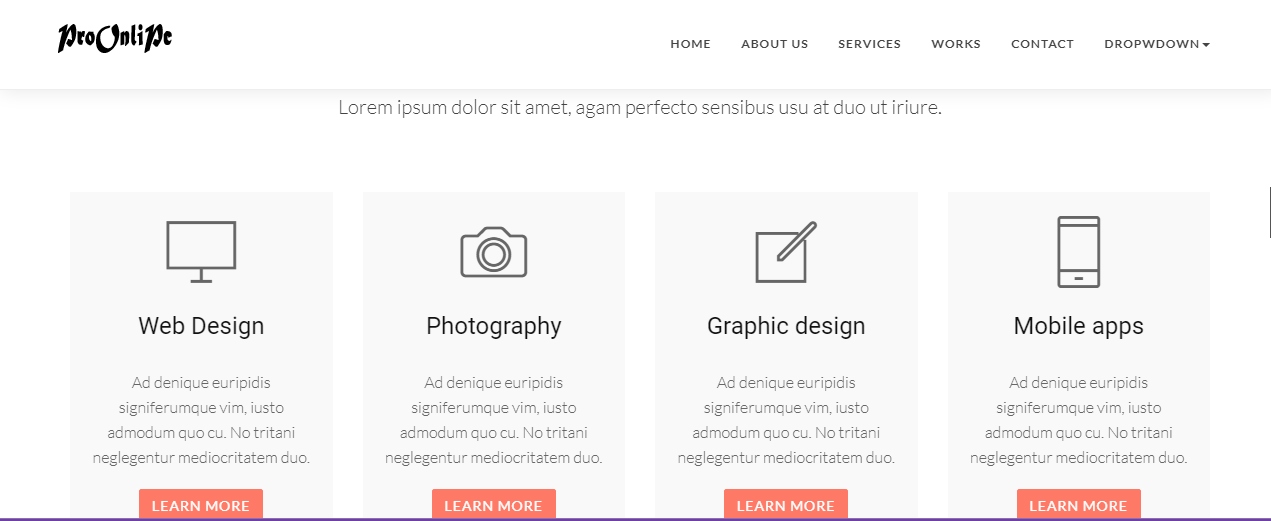 ProOnliPc
HOME ABOUT US SERVICES WORKS CONTACT DROPWDOWN
Lorem ipsum dolor sit amet, agam perfecto sensibus usu at duo ut iriure.
Web Design
Ad denique euripidis
signiferumque vim, iusto
admodum quo cu. No tritani
neglegentur mediocritatem duo.
LEARN MORE
Photography
Ad denique euripidis
signiferumque vim, iusto
admodum quo cu. No tritani
neglegentur mediocritatem duo.
LEARN MORE
Graphic design
Ad denique euripidis
signiferumque vim, iusto
admodum quo cu. No tritani
neglegentur mediocritatem duo.
LEARN MORE
Mobile apps
Ad denique euripidis
signiferumque vim, iusto
admodum quo cu. No tritani
neglegentur mediocritatem duo.
LEARN MORE